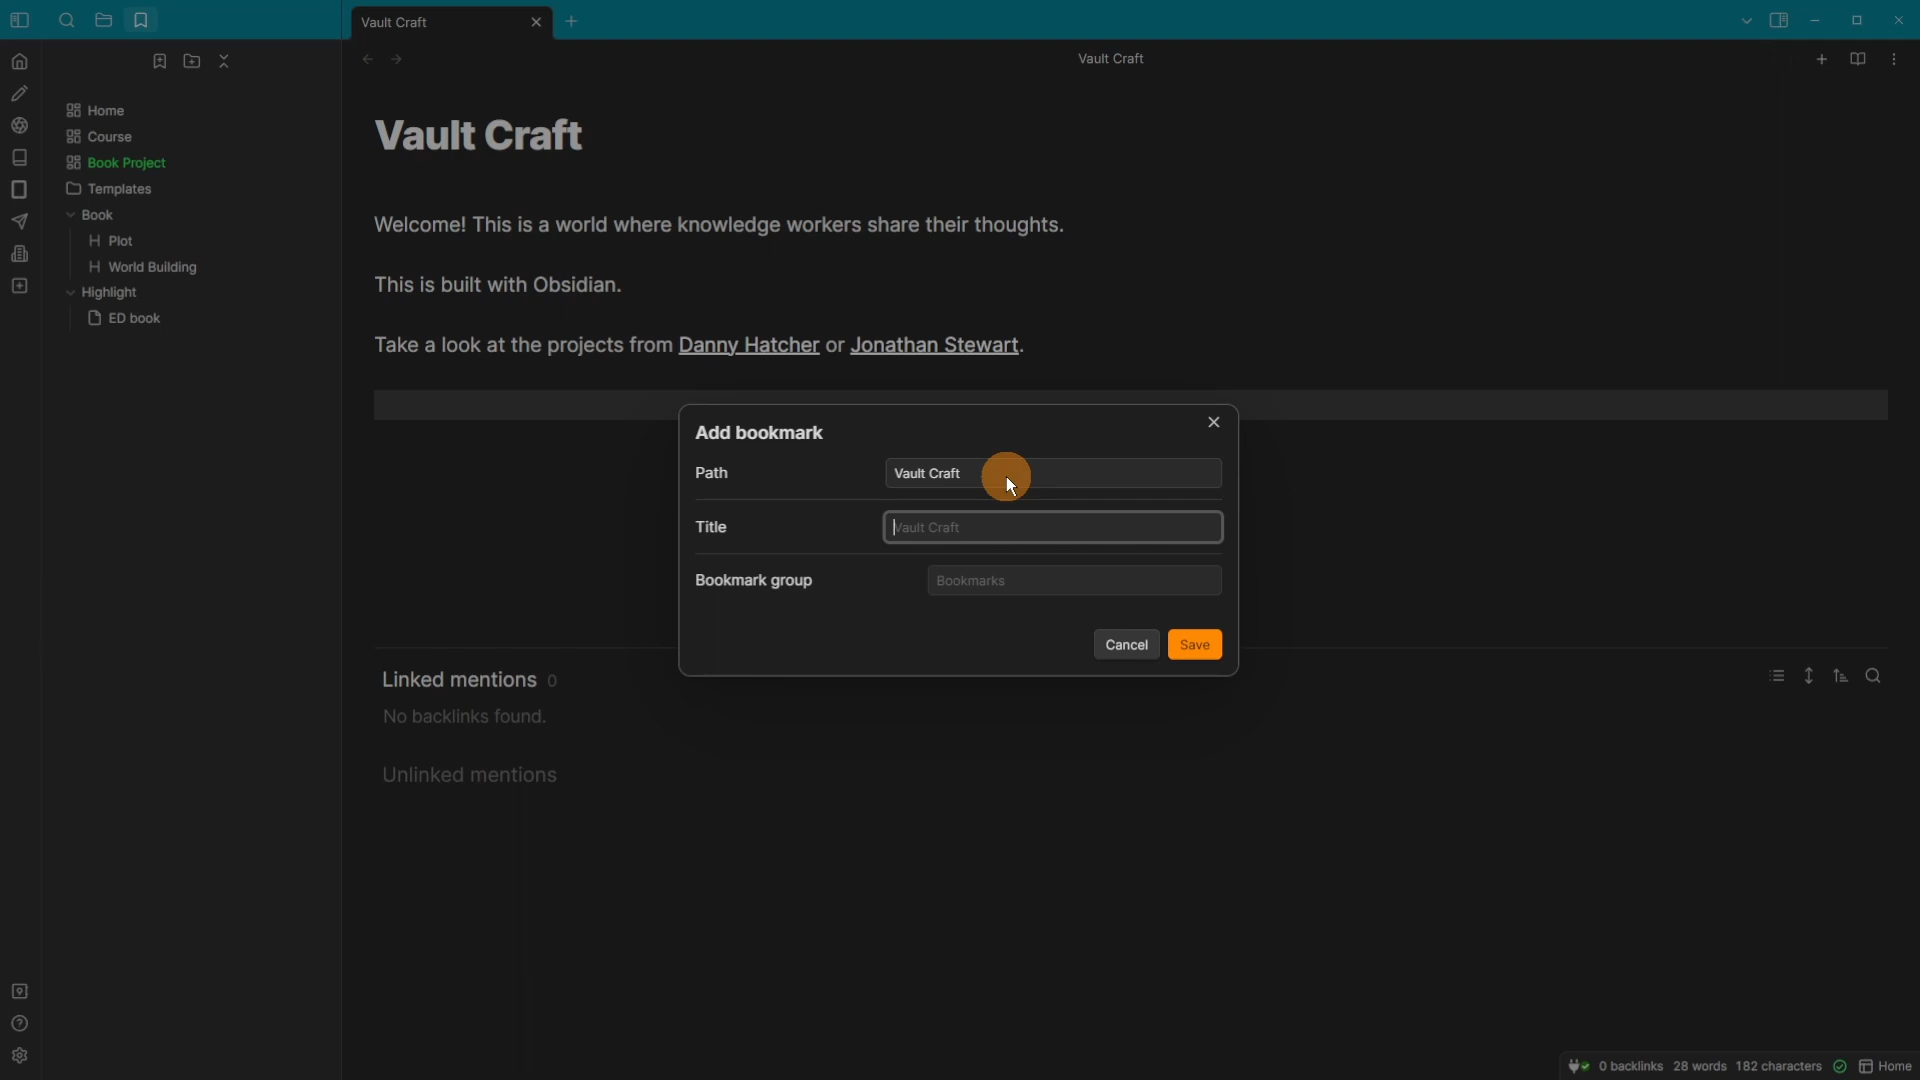 Vault Craft
Vault Craft
Home
Course
Book Project
Templates
Book
Plot
World Building
Highlight
ED book
Vault Craft
Welcome! This is a world where knowledge workers share their thoughts.
This is built with Obsidian.
Take a look at the projects from Danny Hatcher or Jonathan Stewart.
Add bookmark
Path Vault Craft
Title Vault Craft
Bookmark group Bookmarks
Cancel Save
Linked mentions 0
No backlinks found.
Unlinked mentions
0 backlinks 28 words 182 characters Home